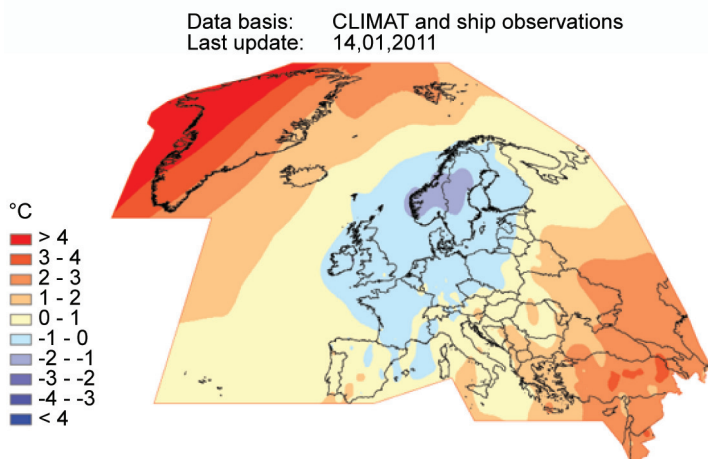 Data basis: CLIMAT and ship observations
Last update: 14,01,2011
°C
> 4
3 - 4
2 - 3
1 - 2
0 - 1
-1 - 0
-2 - -1
-3 - -2
-4 - -3
< 4